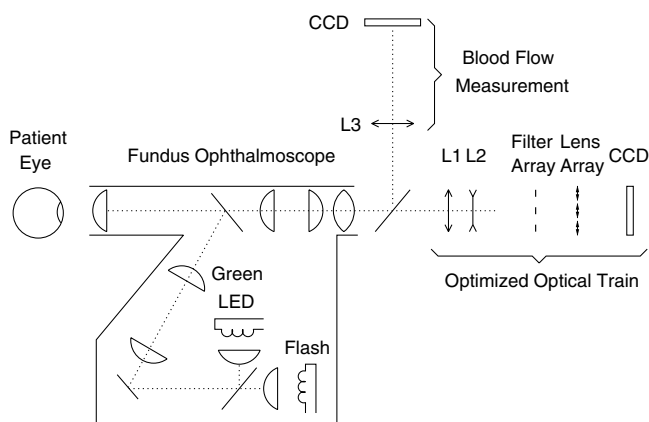 CCD
Blood Flow
Measurement
L3
Patient
Eye
Fundus Ophthalmoscope
L1 L2
Filter Lens
Array Array
CCD
Optimized Optical Train
Green
LED
Flash